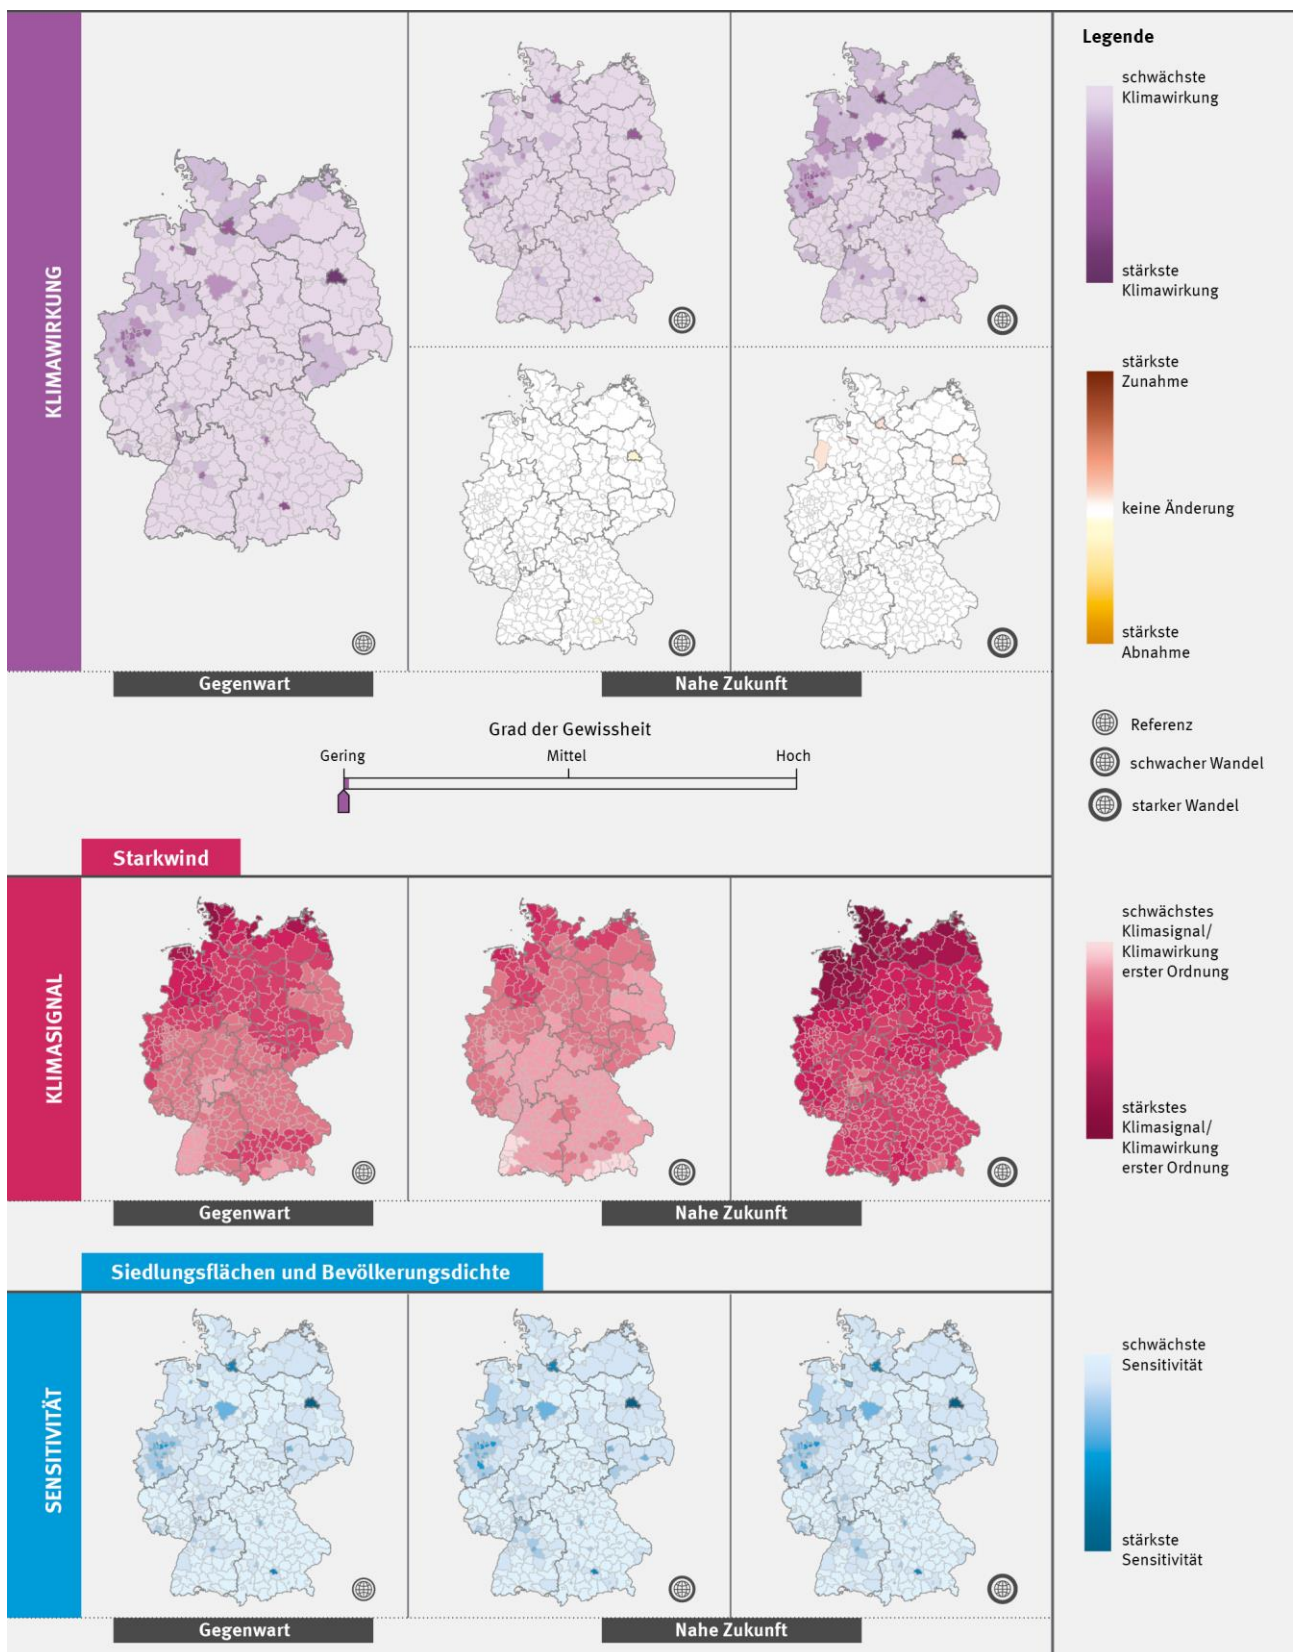 KLIMAWIRKUNG
Gegenwart
Nahe Zukunft
Grad der Gewissheit
Gering
Mittel
Hoch
Starkwind
KLIMASIGNAL
Gegenwart
Nahe Zukunft
Siedlungsflächen und Bevölkerungsdichte
SENSITIVITÄT
Gegenwart
Nahe Zukunft
Legende
schwächste
Klimawirkung
stärkste
Klimawirkung
stärkste
Zunahme
keine Änderung
stärkste
Abnahme
Referenz
schwacher Wandel
starker Wandel
schwächstes
Klimasignal/
Klimawirkung
erster Ordnung
stärkstes
Klimasignal/
Klimawirkung
erster Ordnung
schwächste
Sensitivität
stärkste
Sensitivität